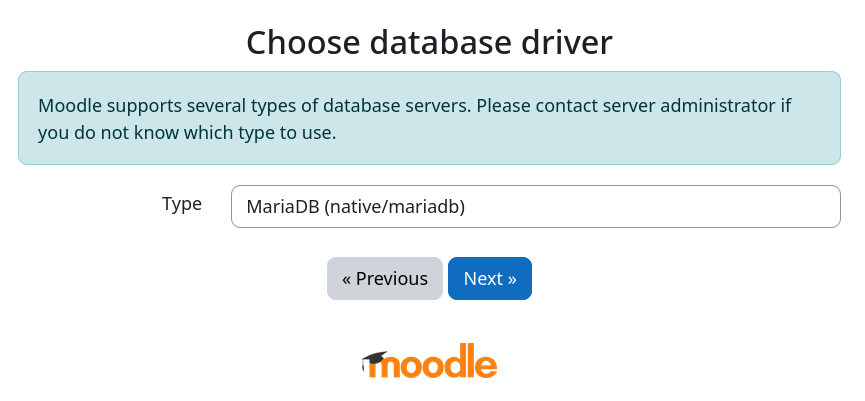 Choose database driver
Moodle supports several types of database servers. Please contact server administrator if
you do not know which type to use.
Type
MariaDB (native/mariadb)
« Previous
Next »
moodle